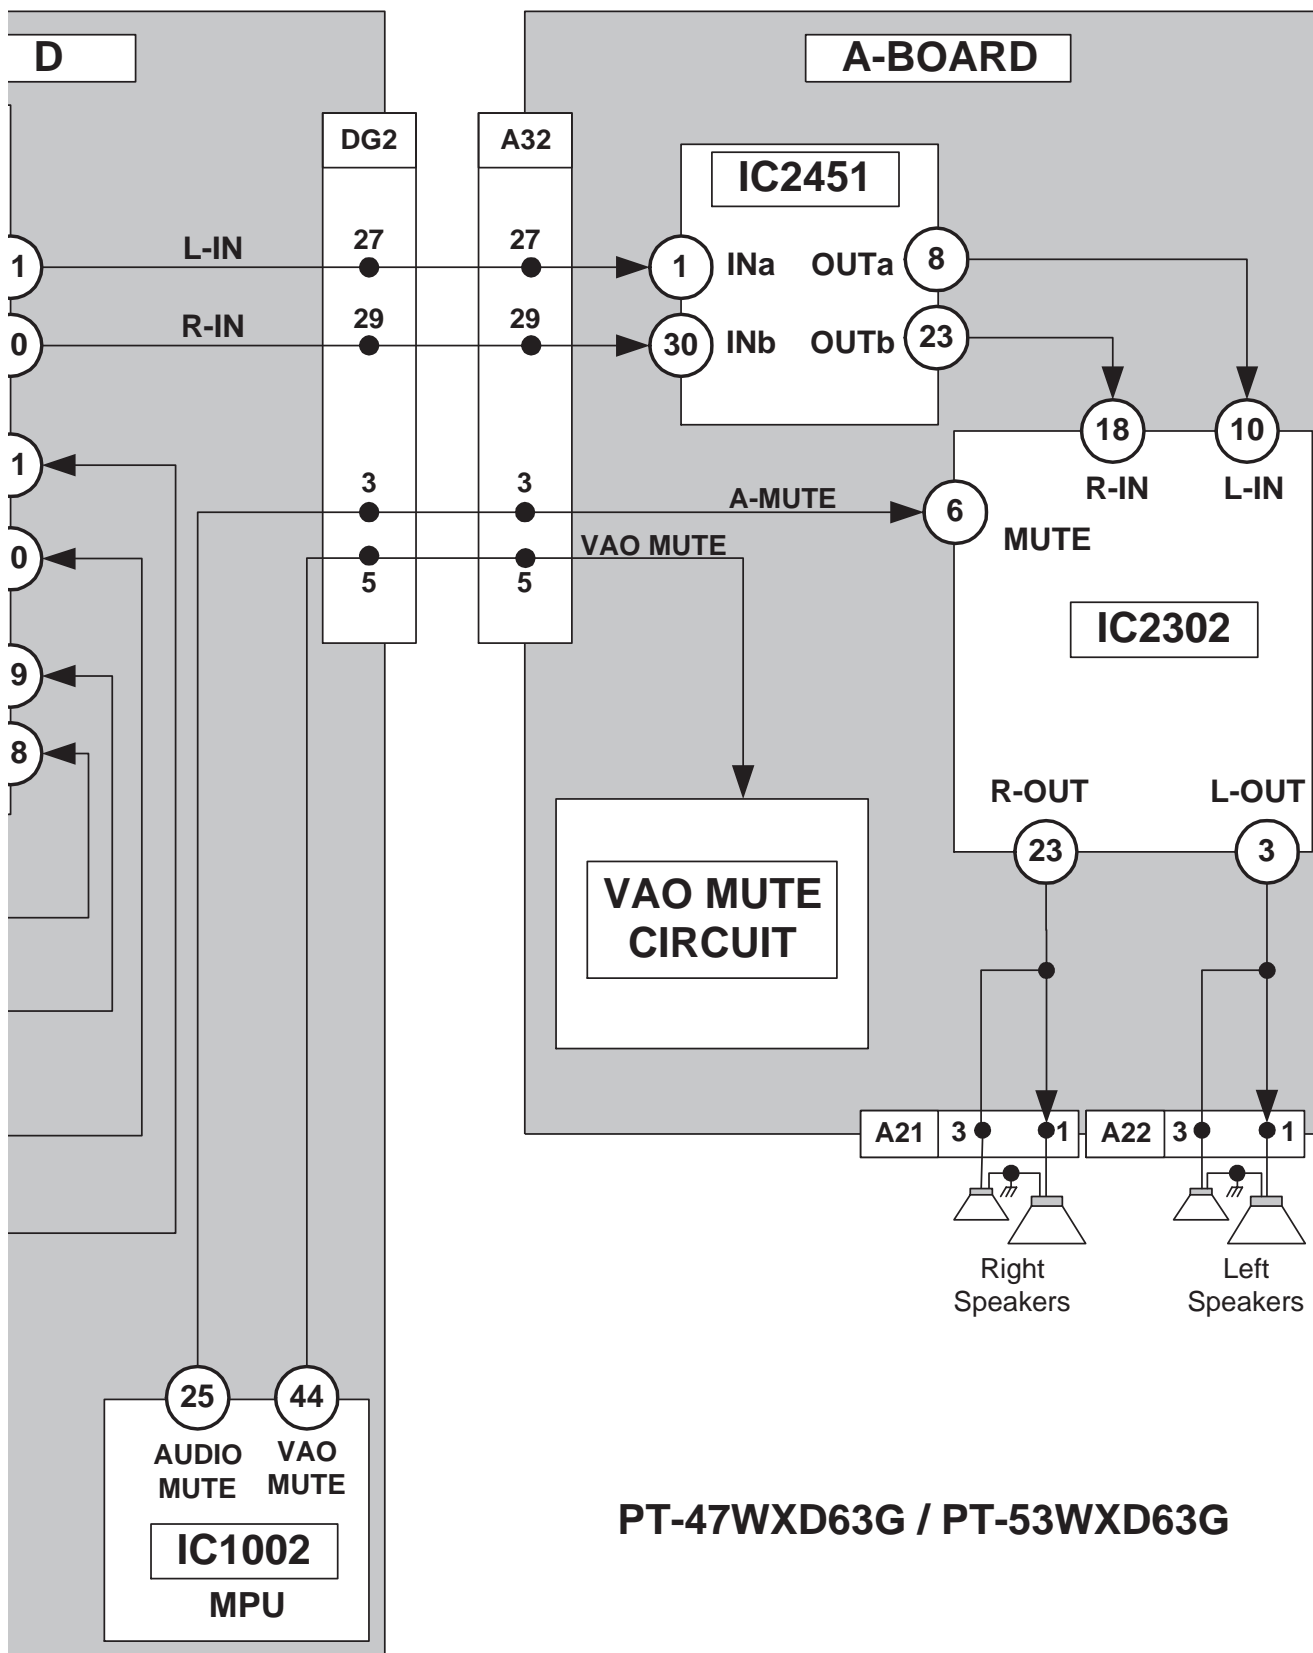 D
A-BOARD
DG2
A32
IC2451
L-IN
27
27
1
1
INa
OUTa
8
R-IN
29
29
0
30
INb
OUTb
23
18
10
R-IN
L-IN
1
3
3
A-MUTE
6
MUTE
0
5
5
VAO MUTE
IC2302
9
8
R-OUT
L-OUT
23
3
VAO MUTE
CIRCUIT
A21
3
1
A22
3
1
Right
Speakers
Left
Speakers
25
44
AUDIO
MUTE
VAO
MUTE
IC1002
MPU
PT-47WXD63G / PT-53WXD63G